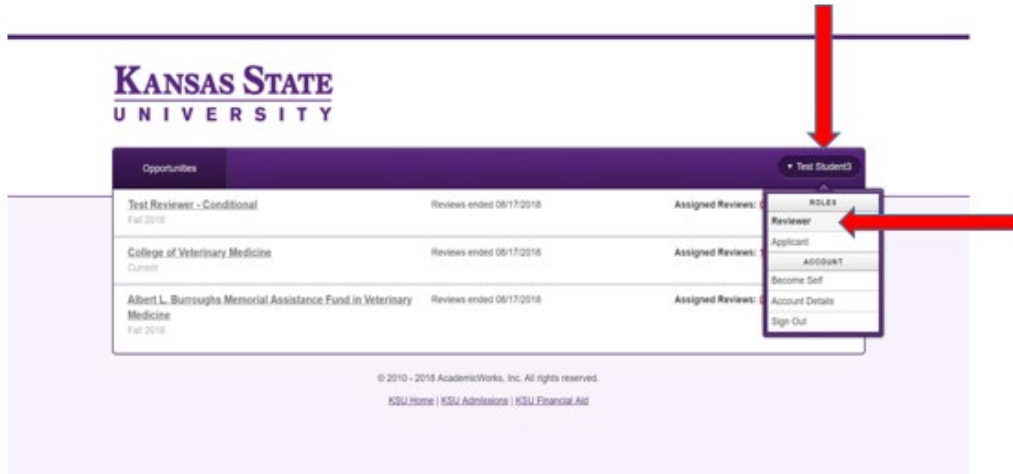 KANSAS STATE
UNIVERSITY
Opportunities
Test Student3
Test Reviewer - Conditional
Fall 2018
Reviews ended 08/17/2018
Assigned Reviews:
College of Veterinary Medicine
Current
Reviews ended 08/17/2018
Assigned Reviews:
Albert L. Burroughs Memorial Assistance Fund in Veterinary
Medicine
Fall 2018
Reviews ended 08/17/2018
Assigned Reviews:
ROLES
Reviewer
Applicant
ACCOUNT
Become Self
Account Details
Sign Out
© 2010 - 2018 AcademicWorks, Inc. All rights reserved.
KSU Home | KSU Admissions | KSU Financial Aid